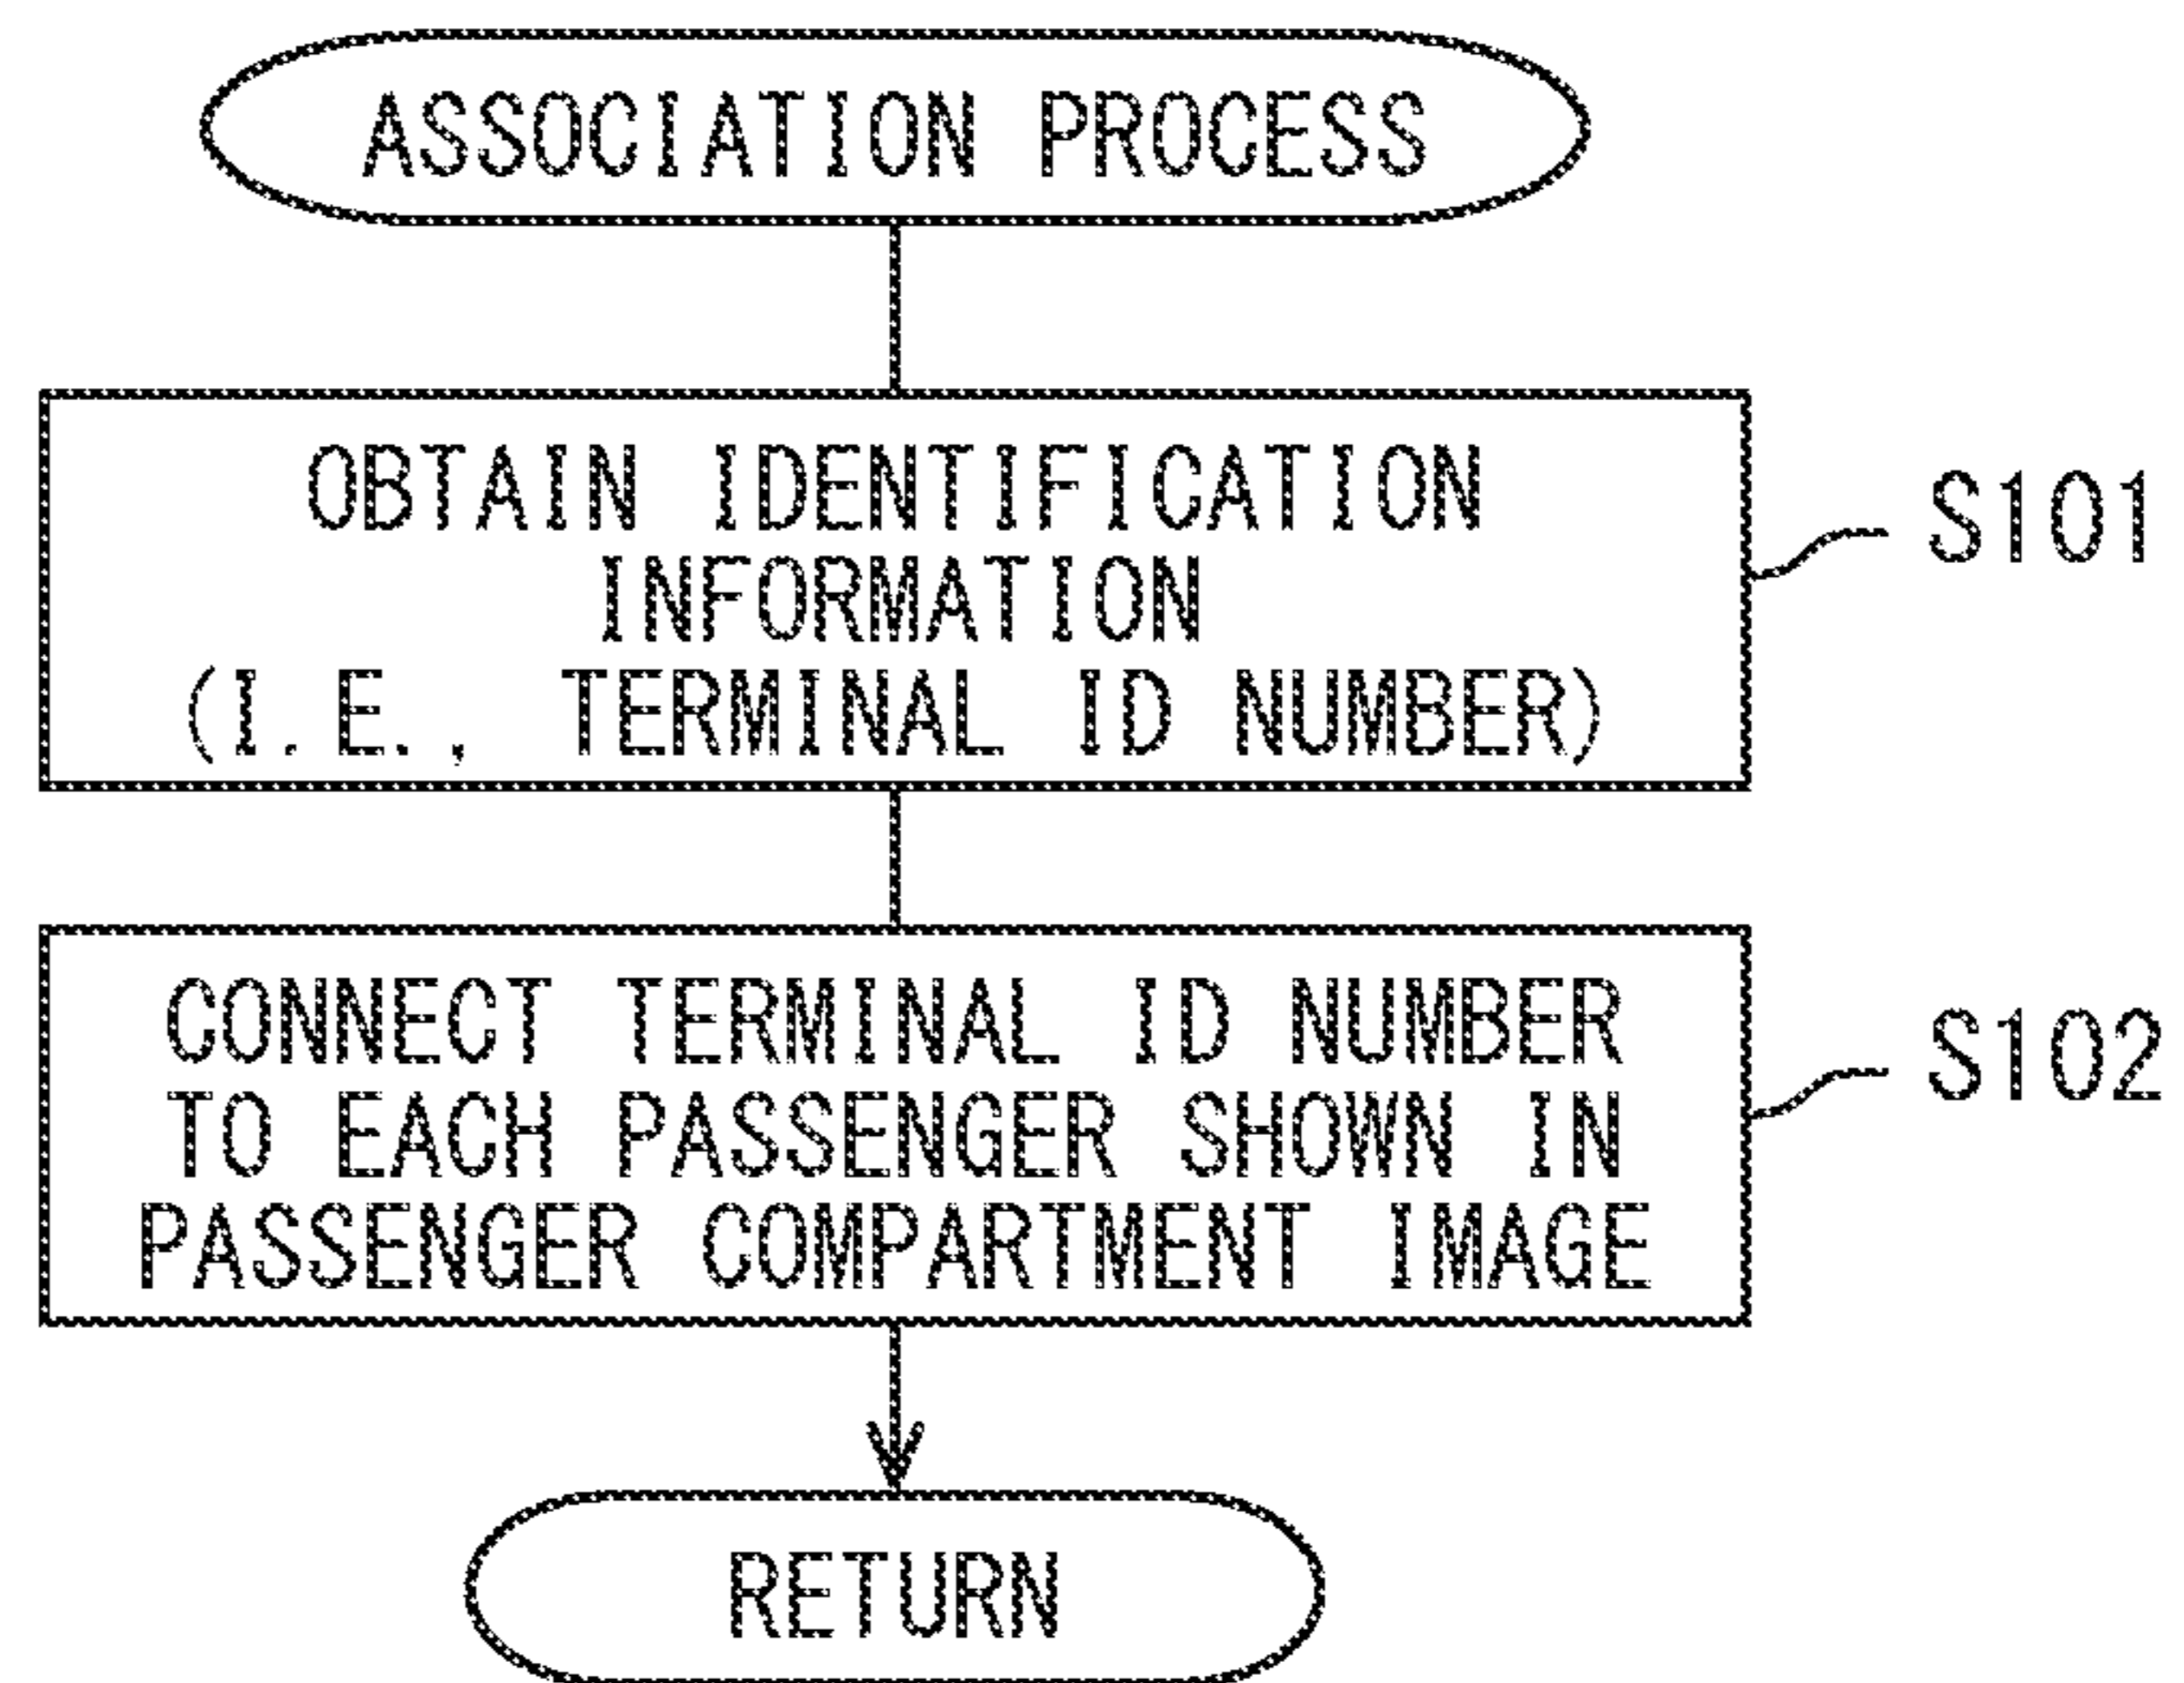 ASSOCIATION PROCESS
OBTAIN IDENTIFICATION
INFORMATION
(I.E., TERMINAL ID NUMBER)
S101
CONNECT TERMINAL ID NUMBER
TO EACH PASSENGER SHOWN IN
PASSENGER COMPARTMENT IMAGE
S102
RETURN